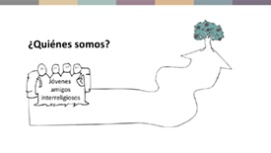 ¿Quiénes somos?
Jóvenes
amigos
interreligiosos